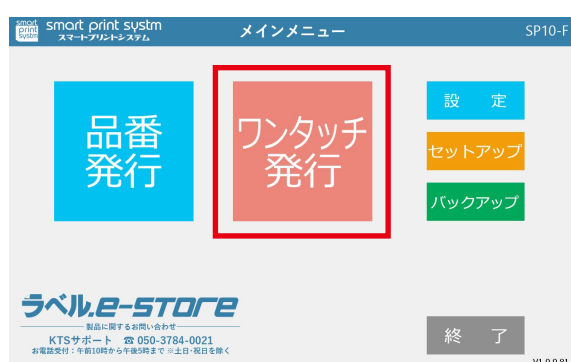 smart print systm
smart print systm
スマートプリントシステム
メインメニュー
SP10-F
品番
発行
ワンタッチ
発行
設 定
セットアップ
バックアップ
ラベル.e-STORE
製品に関するお問い合わせ
KTSサポート ☎ 050-3784-0021
お電話受付：午前10時から午後5時まで ※土日・祝日を除く
終 了
V1.0.0.81